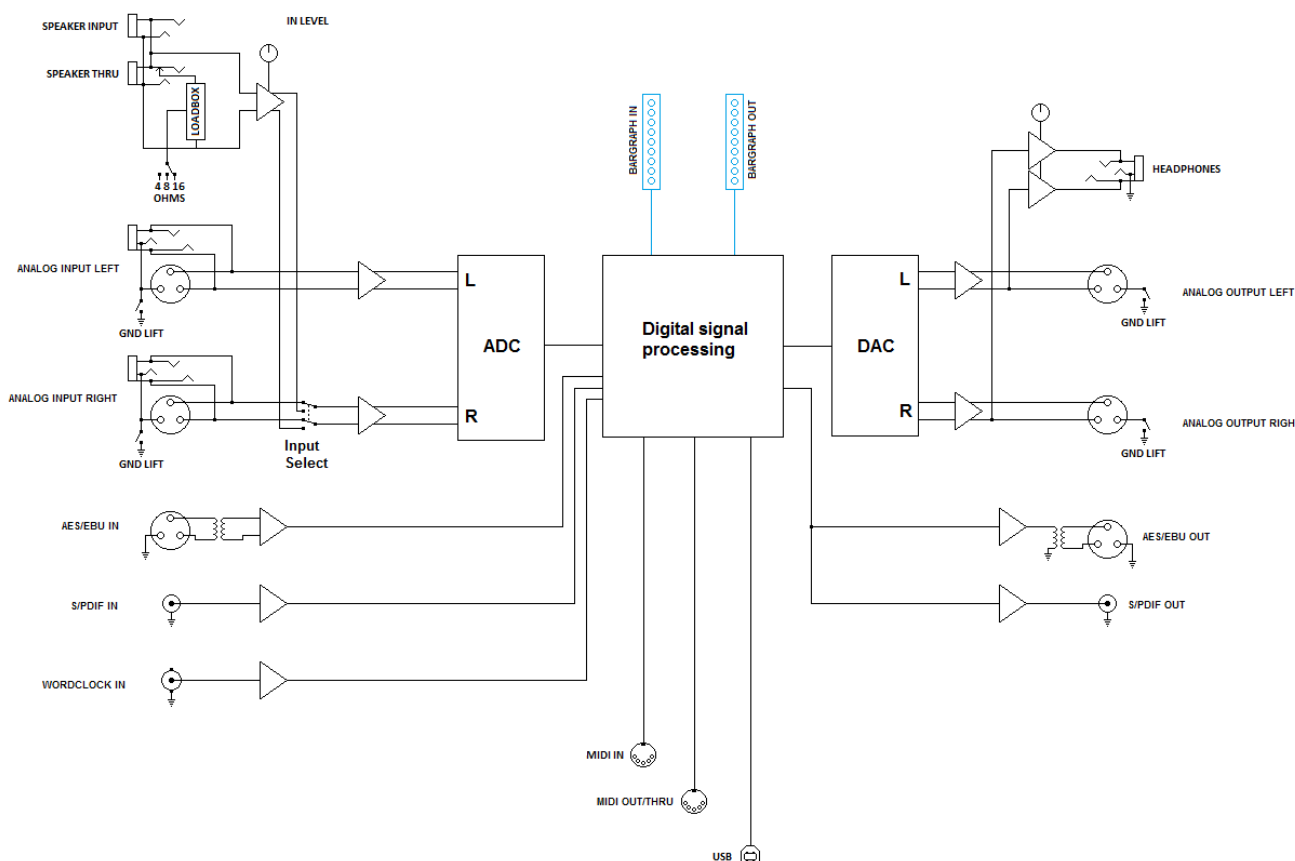 SPEAKER INPUT
IN LEVEL
SPEAKER THRU
LOADBOX
4 8 16
OHMS
BARGRAPH IN
BARGRAPH OUT
HEADPHONES
ANALOG INPUT LEFT
GND LIFT
L
ADC
R
Digital signal
processing
L
DAC
R
ANALOG OUTPUT LEFT
GND LIFT
ANALOG INPUT RIGHT
GND LIFT
Input
Select
ANALOG OUTPUT RIGH
GND LIFT
AES/EBU IN
AES/EBU OUT
S/PDIF IN
S/PDIF OUT
WORDCLOCK IN
MIDI IN
MIDI OUT/THRU
USB